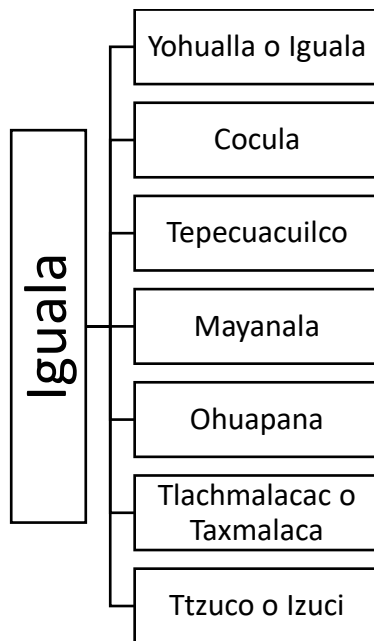 Iguala
Yohualla o Iguala
Cocula
Tepecuacuilco
Mayanala
Ohuapana
Tlachmalacac o
Taxmalaca
Ttzuco o Izuci